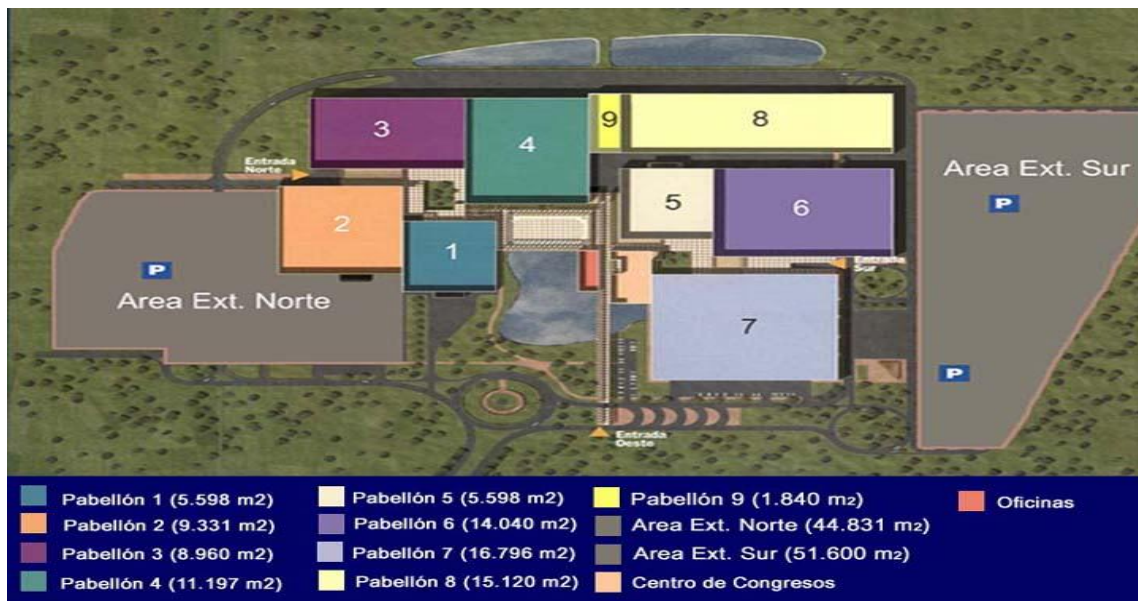 3
4
9
8
Entrada
Norte
Area Ext. Sur
P
2
1
5
6
P
Area Ext. Norte
Entrada
Sur
7
P
Entrada
Oeste
Pabellón 1 (5.598 m2)
Pabellón 2 (9.331 m2)
Pabellón 3 (8.960 m2)
Pabellón 4 (11.197 m2)
Pabellón 5 (5.598 m2)
Pabellón 6 (14.040 m2)
Pabellón 7 (16.796 m2)
Pabellón 8 (15.120 m2)
Pabellón 9 (1.840 m2)
Area Ext. Norte (44.831 m2)
Area Ext. Sur (51.600 m2)
Centro de Congresos
Oficinas